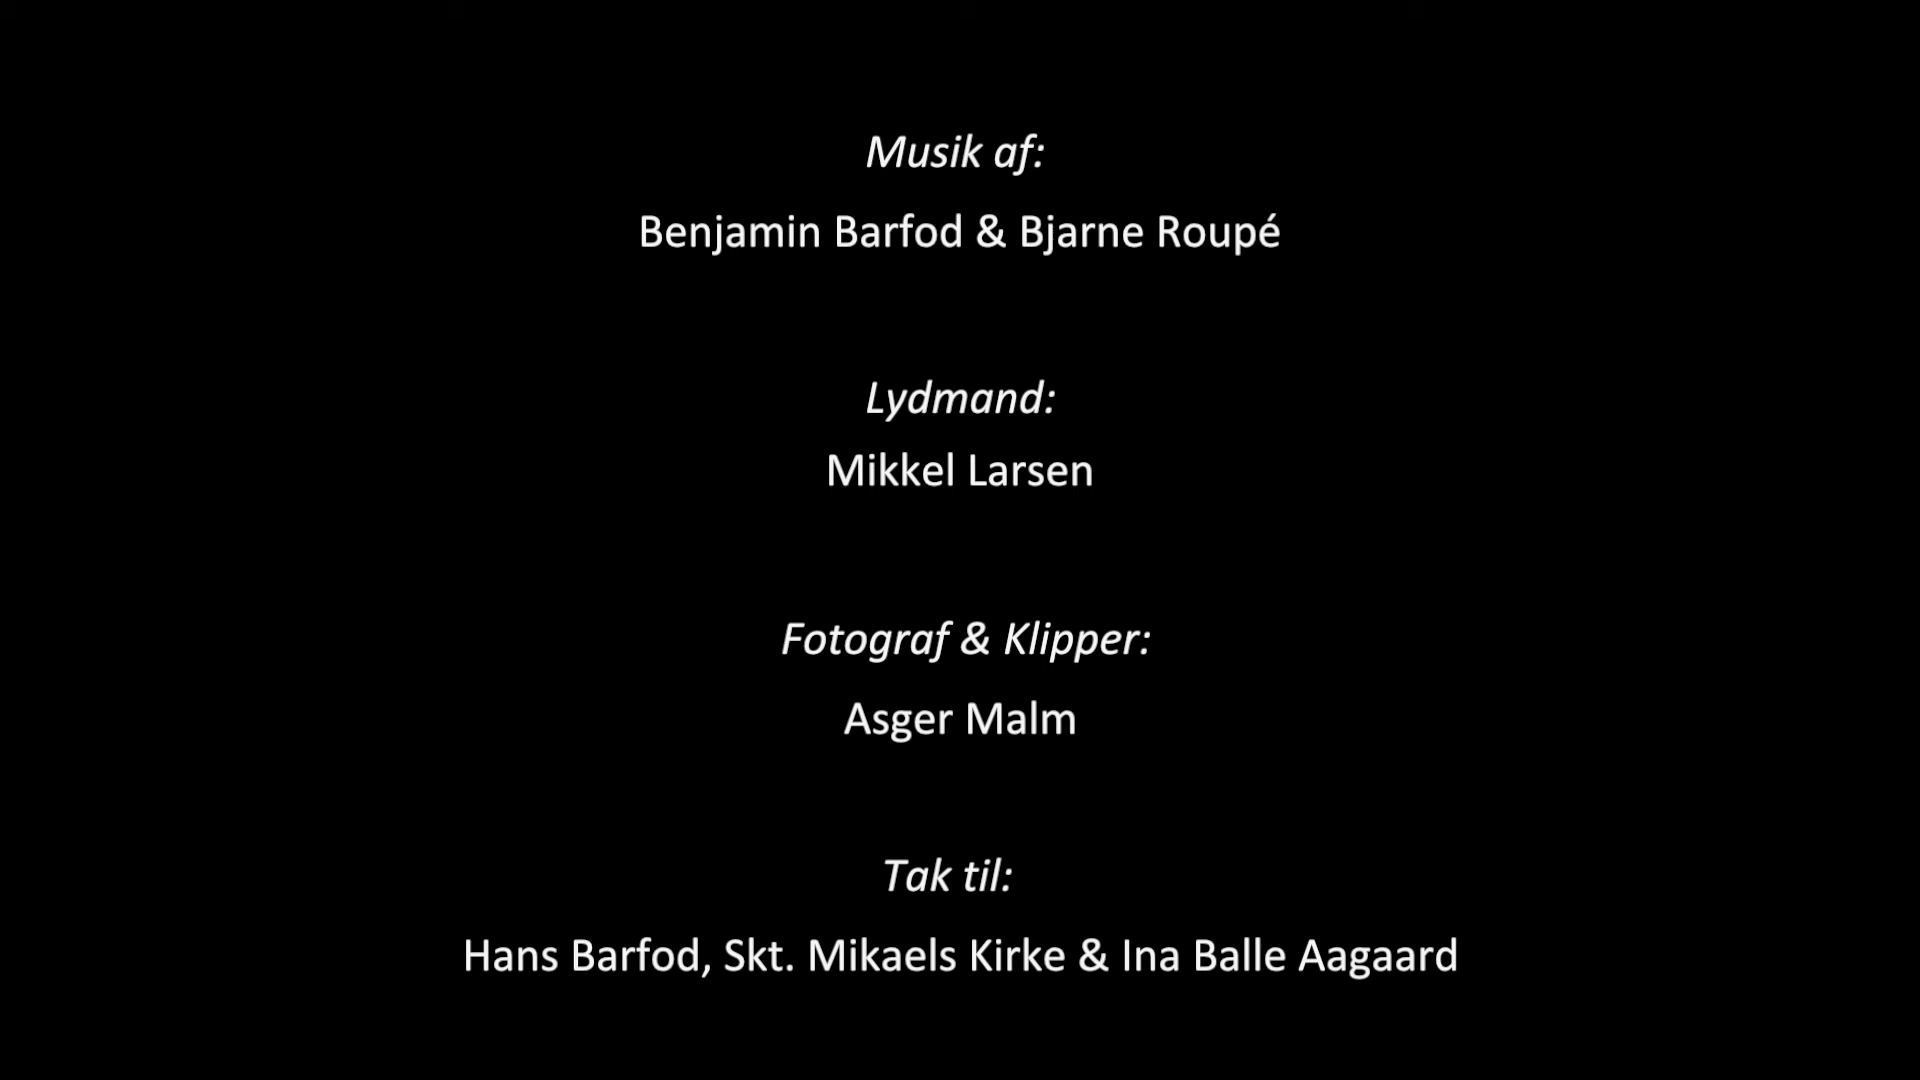 Musik af:
Benjamin Barfod & Bjarne Roupé
Lydmand:
Mikkel Larsen
Fotograf & Klipper:
Asger Malm
Tak til:
Hans Barfod, Skt. Mikaels Kirke & Ina Balle Aagaard